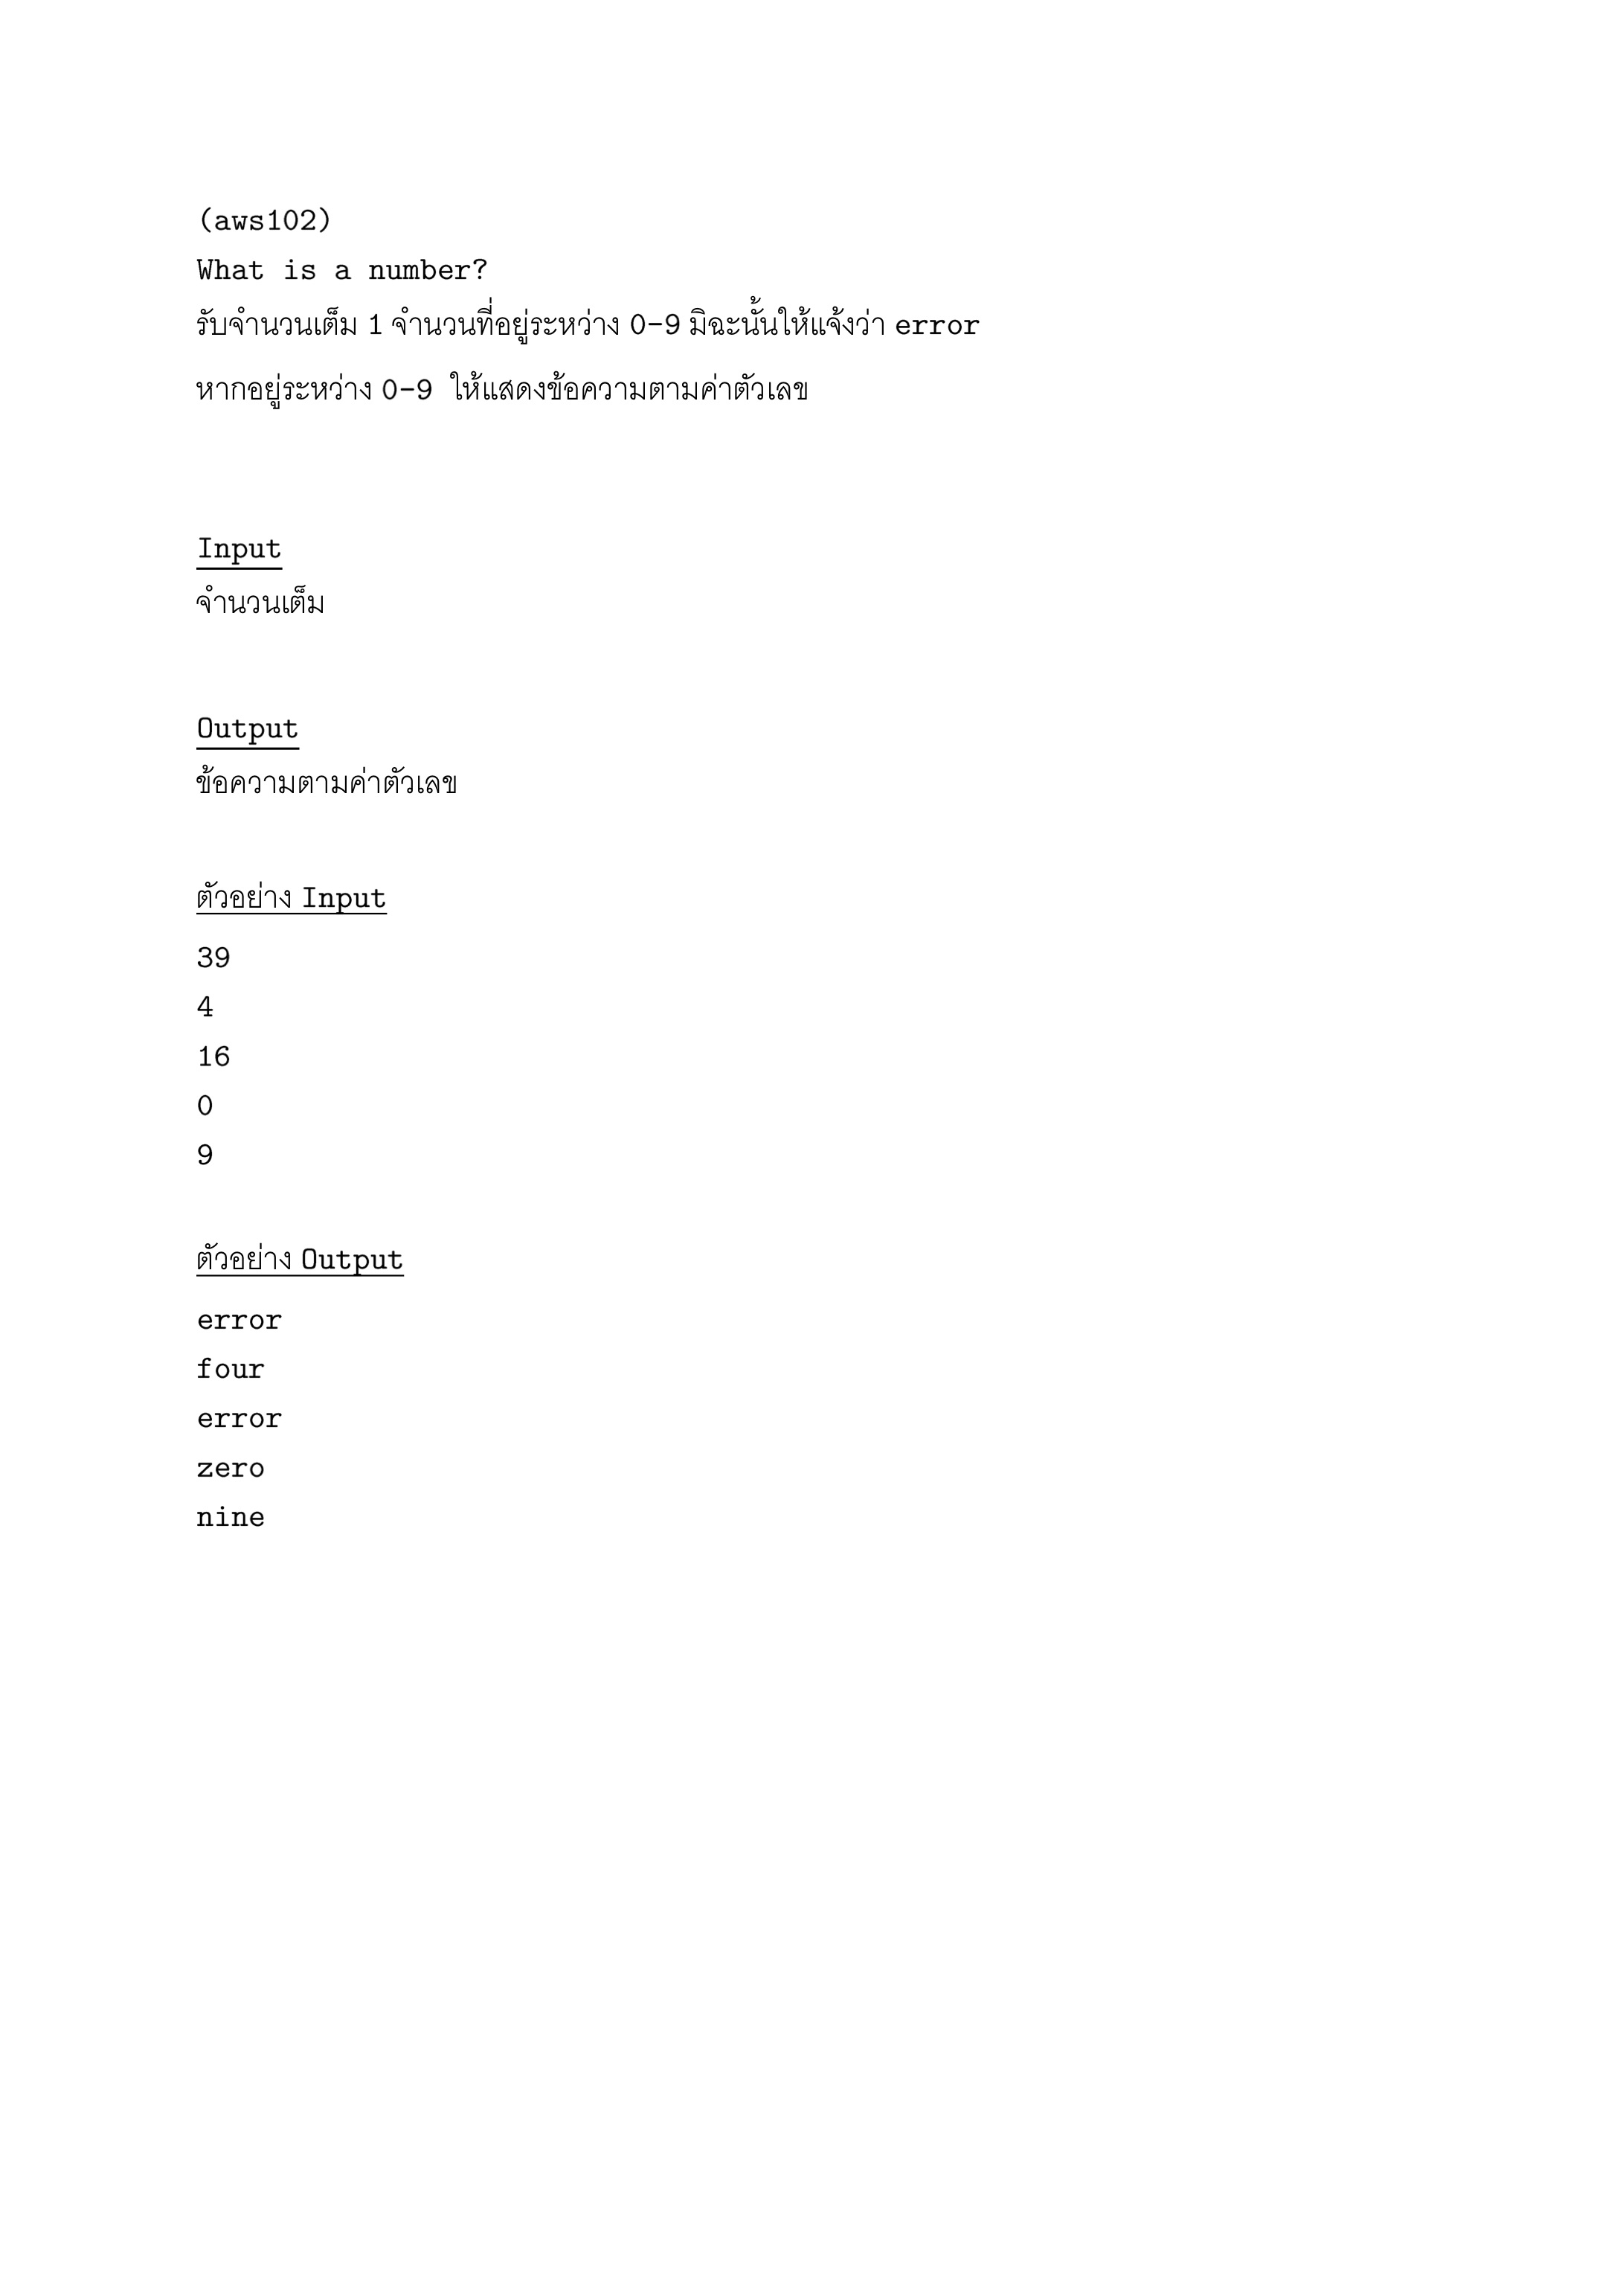 (aws102)
What is a number?
รับจำนวนเต็ม 1 จำนวนที่อยู่ระหว่าง 0-9 มิฉะนั้นให้แจ้งว่า error
หากอยู่ระหว่าง 0-9 ให้แสดงข้อความตามค่าตัวเลข
Input
จำนวนเต็ม
Output
ข้อความตามค่าตัวเลข
ตัวอย่าง Input
39
4
16
0
9
ตัวอย่าง Output
error
four
error
zero
nine